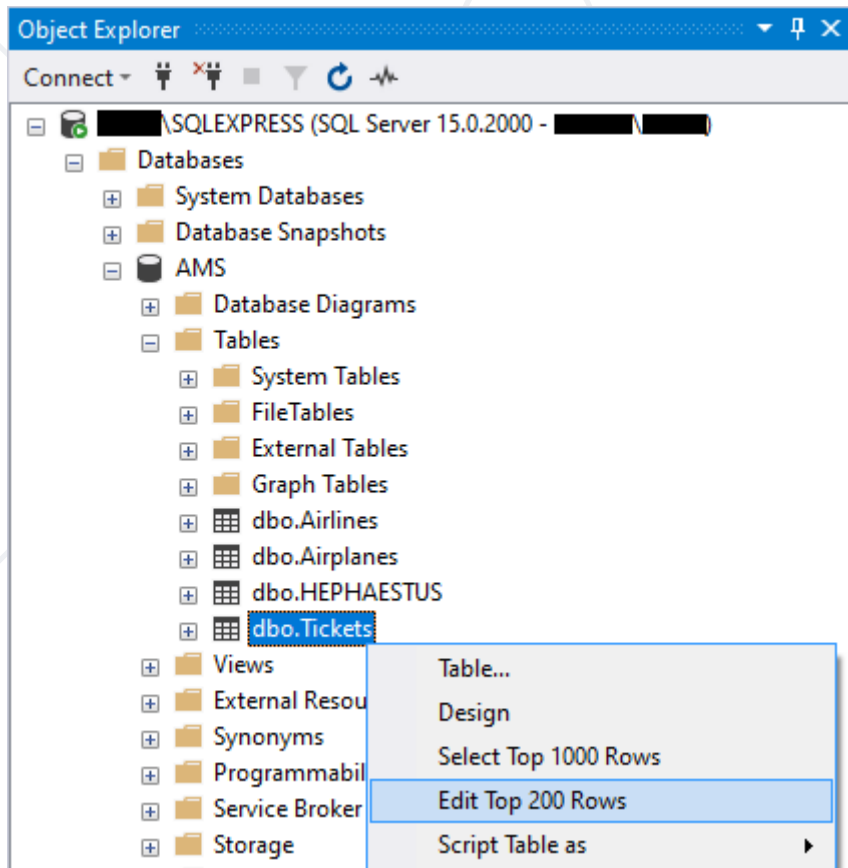 Object Explorer
Connect
\SQLEXPRESS (SQL Server 15.0.2000 - \ )
Databases
System Databases
Database Snapshots
AMS
Database Diagrams
Tables
System Tables
FileTables
External Tables
Graph Tables
dbo.Airlines
dbo.Airplanes
dbo.HEPHAESTUS
dbo.Tickets
Views
External Resou
Synonyms
Programmabil
Service Broker
Storage
Table...
Design
Select Top 1000 Rows
Edit Top 200 Rows
Script Table as